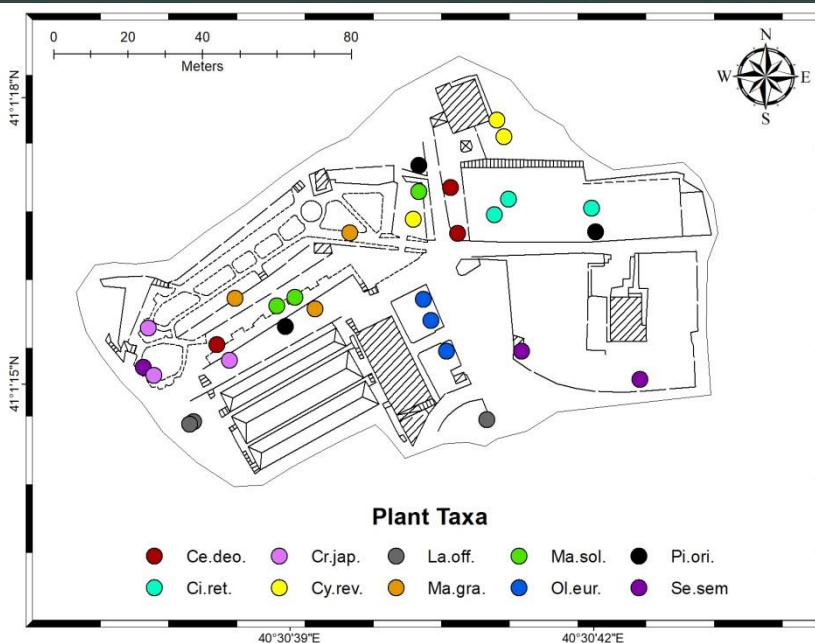 0 20 40 80
Meters
N
W E
S
41°1'18"N
41°1'15"N
Plant Taxa
Ce.deo. Cr.jap. La.off. Ma.sol. Pi.ori.
Ci.ret. Cy.rev. Ma.gra. Ol.eur. Se.sem
40°30'39"E 40°30'42"E